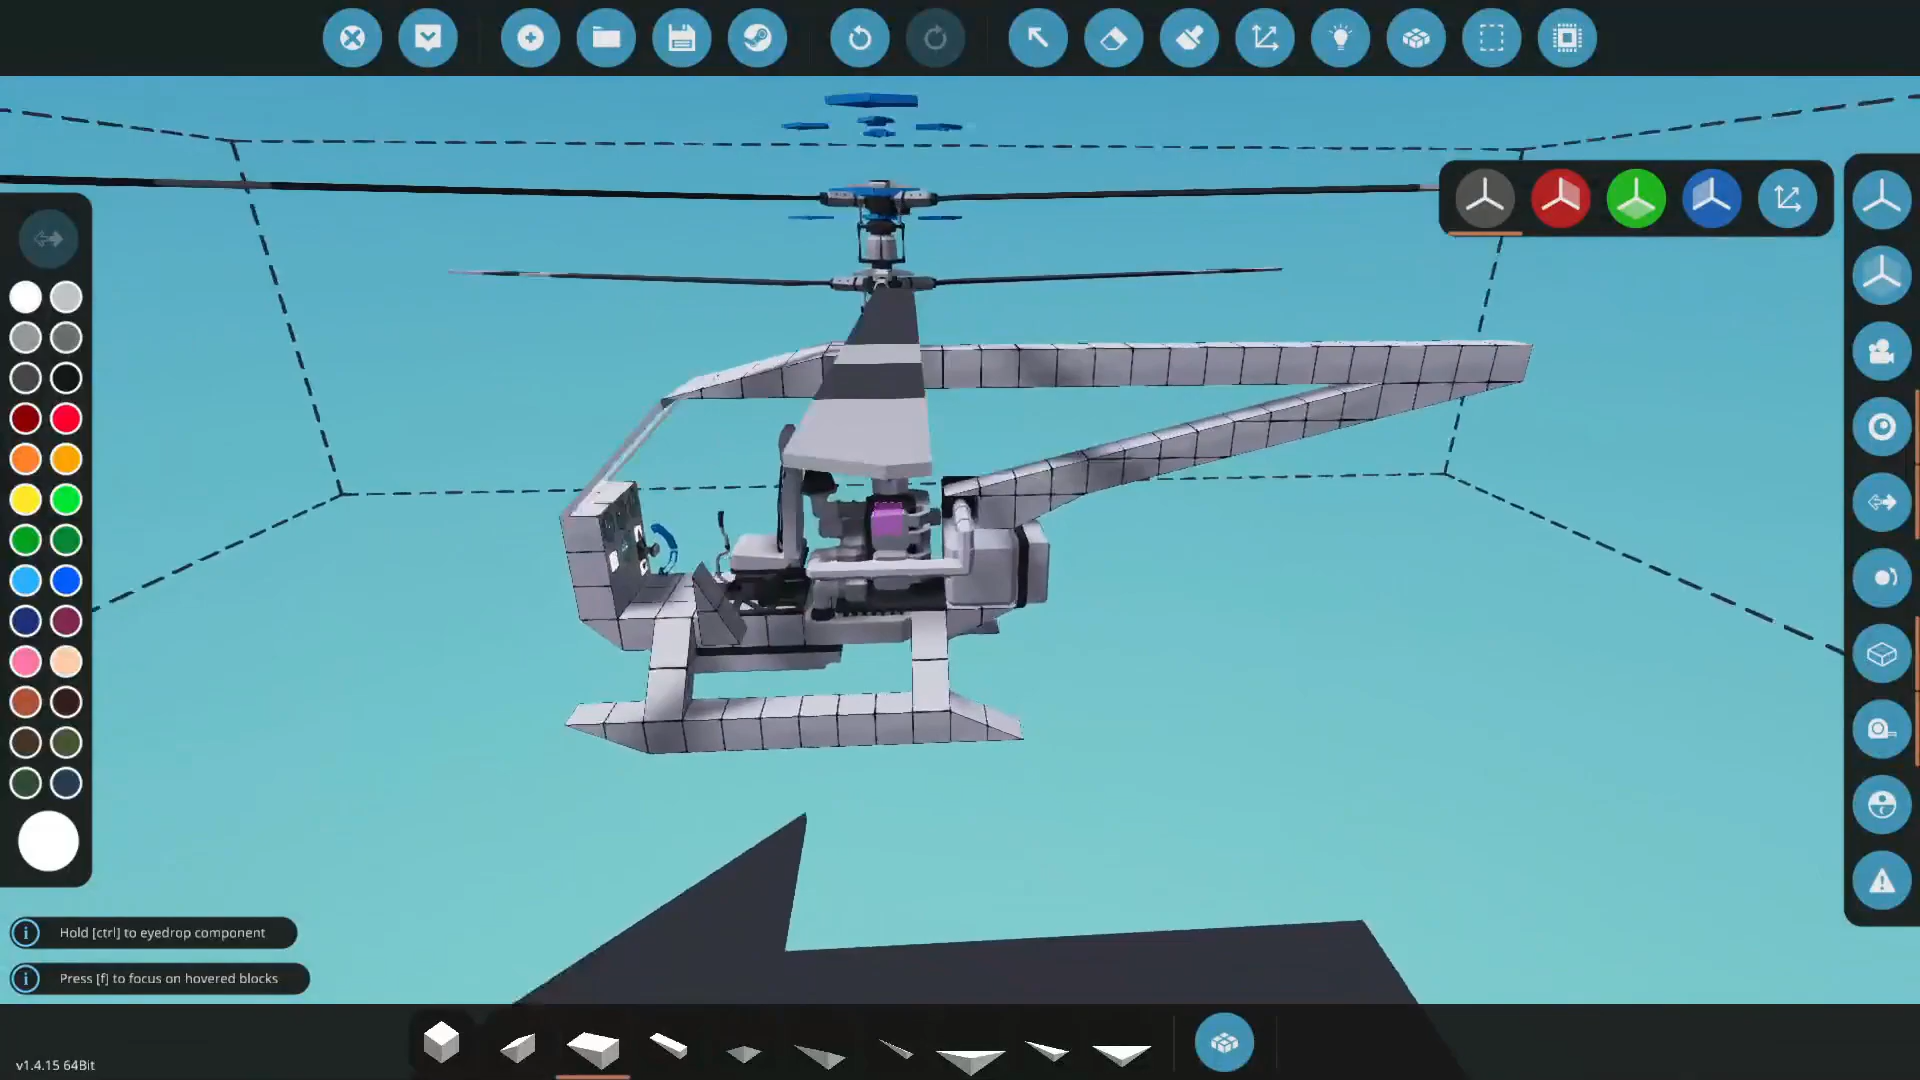 Hold [ctrl] to eyedrop component
Press [f] to focus on hovered blocks
v1.4.15 64Bit